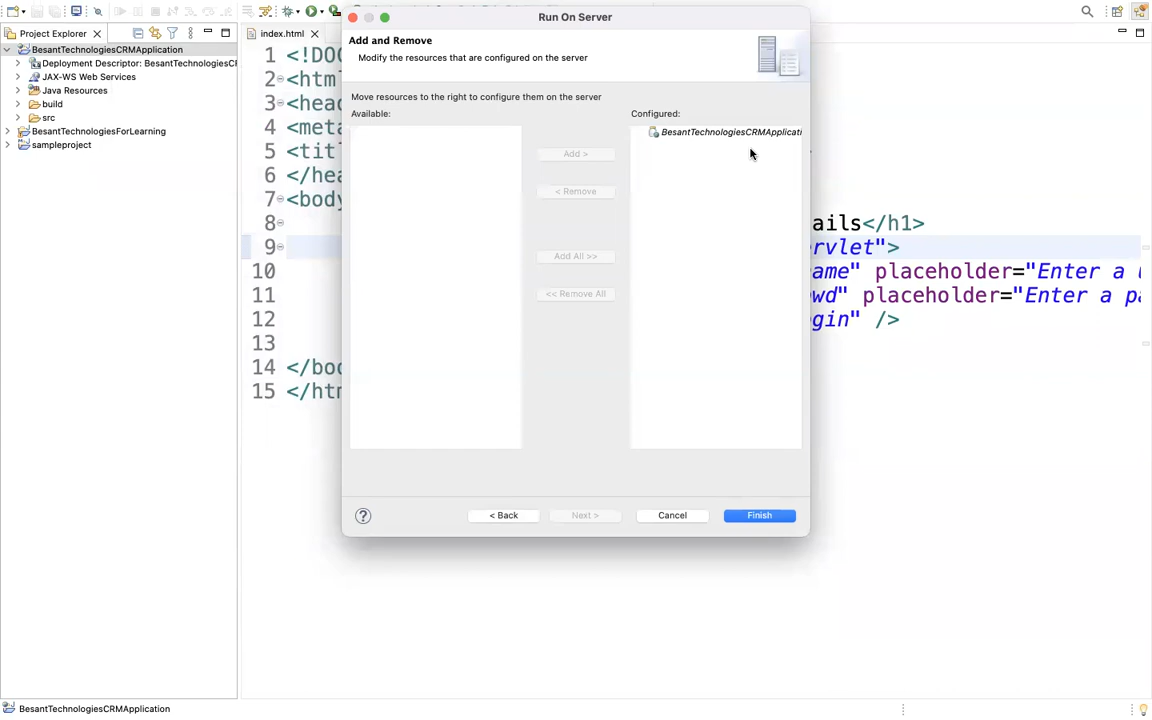 Run On Server
Project Explorer
index.html
Add and Remove
Modify the resources that are configured on the server
Move resources to the right to configure them on the server
Available:
Configured:
BesantTechnologiesCRMApplicati
Add >
< Remove
Add All >>
<< Remove All
< Back
Next >
Cancel
Finish
BesantTechnologiesCRMApplication
Deployment Descriptor: BesantTechnologiesCR
JAX-WS Web Services
Java Resources
build
src
BesantTechnologiesForLearning
sampleproject
1 <!DOC
2 <htm
3 <hea
4 <meta
5 <tit
6 </hea
7 <body
8 ails</h1>
9 rvlet">
10 ame" placeholder="Enter a u
11 wd" placeholder="Enter a pa
12 gin" />
13
14 </boo
15 </htm
BesantTechnologiesCRMApplication